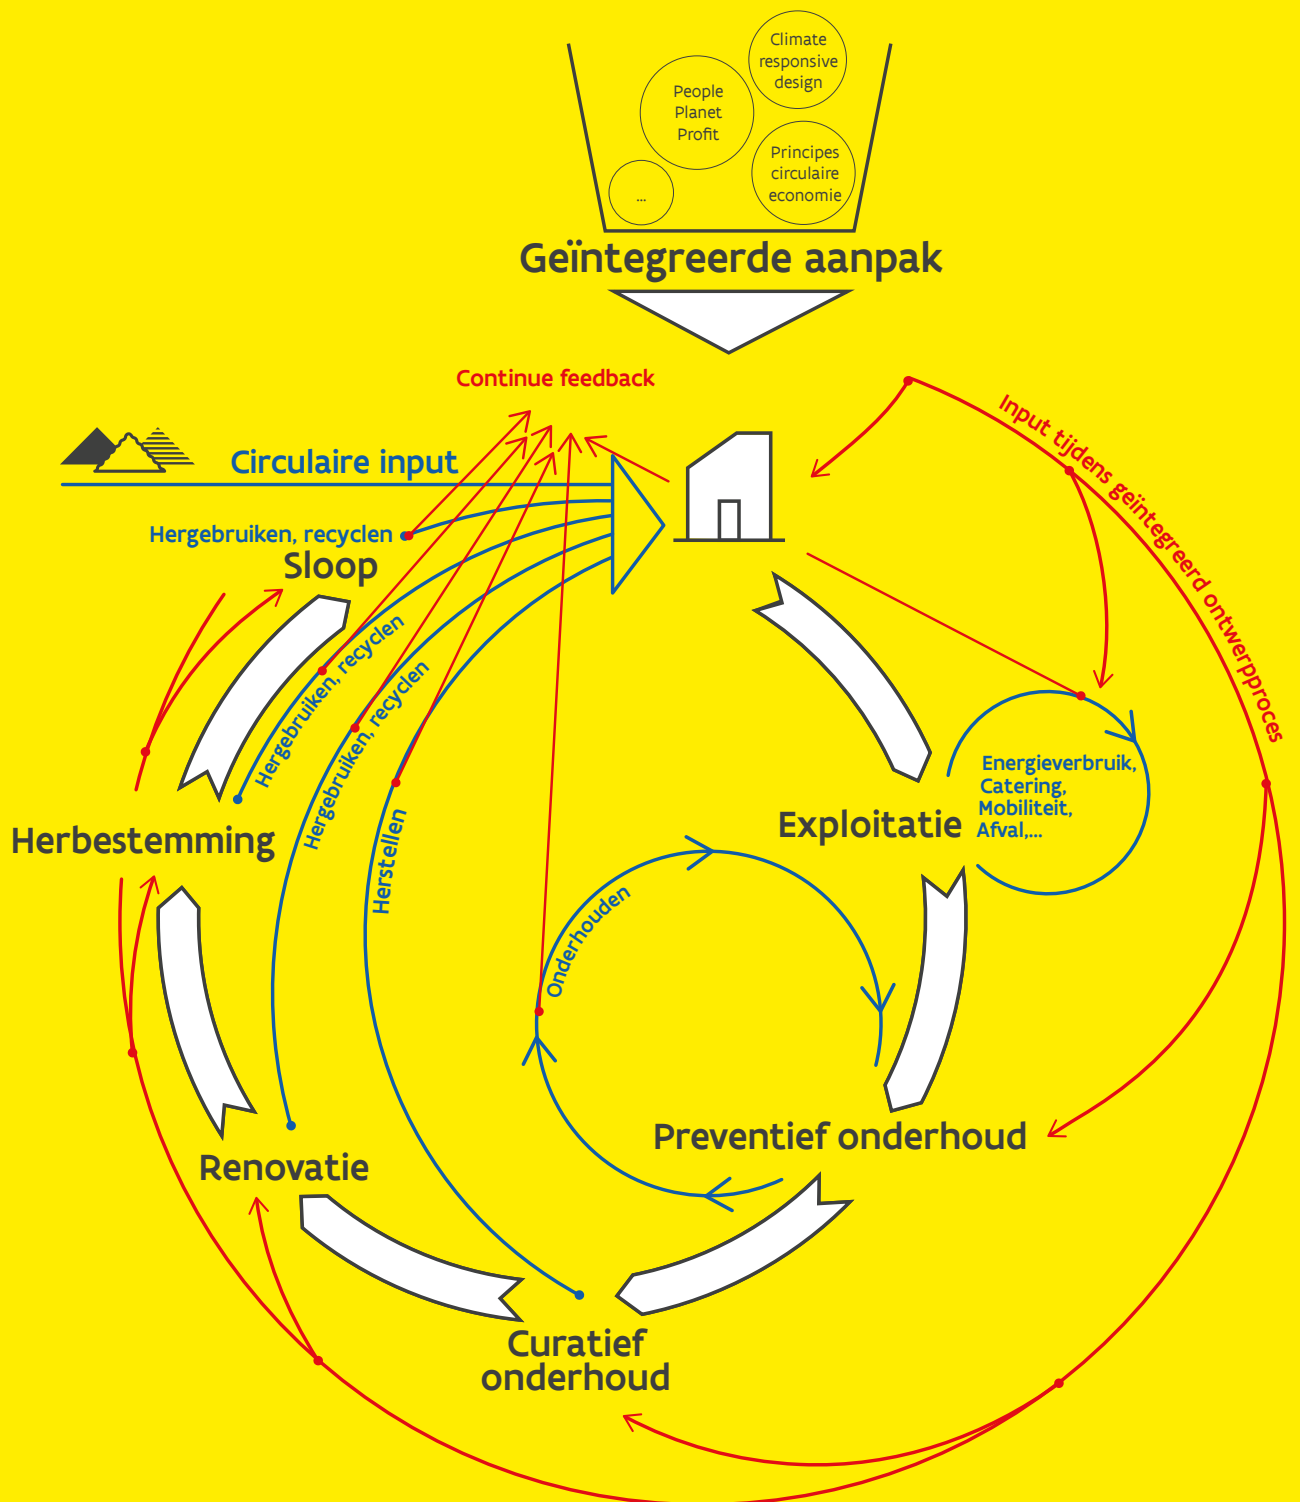 Climate
responsive
design
People
Planet
Profit
Principes
circulaire
economie
...
Geïntegreerde aanpak
Continue feedback
Input tijdens geïntegreerd ontwerpproces
Circulaire input
Hergebruiken, recyclen
Sloop
Hergebruiken, recyclen
Hergebruiken, recyclen
Herstellen
Herbestemming
Energieverbruik,
Catering,
Mobiliteit,
Afval,...
Exploitatie
Onderhouden
Preventief onderhoud
Renovatie
Curatief
onderhoud